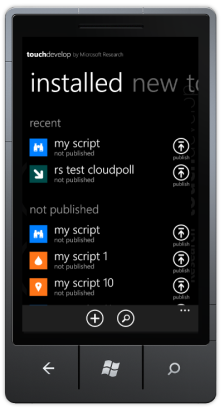 touchdevelop by Microsoft Research
installed new to
recent
my script
not published
publish
rs test cloudpoll
not published
publish
not published
my script
not published
publish
my script 1
not published
publish
my script 10
not published
publish